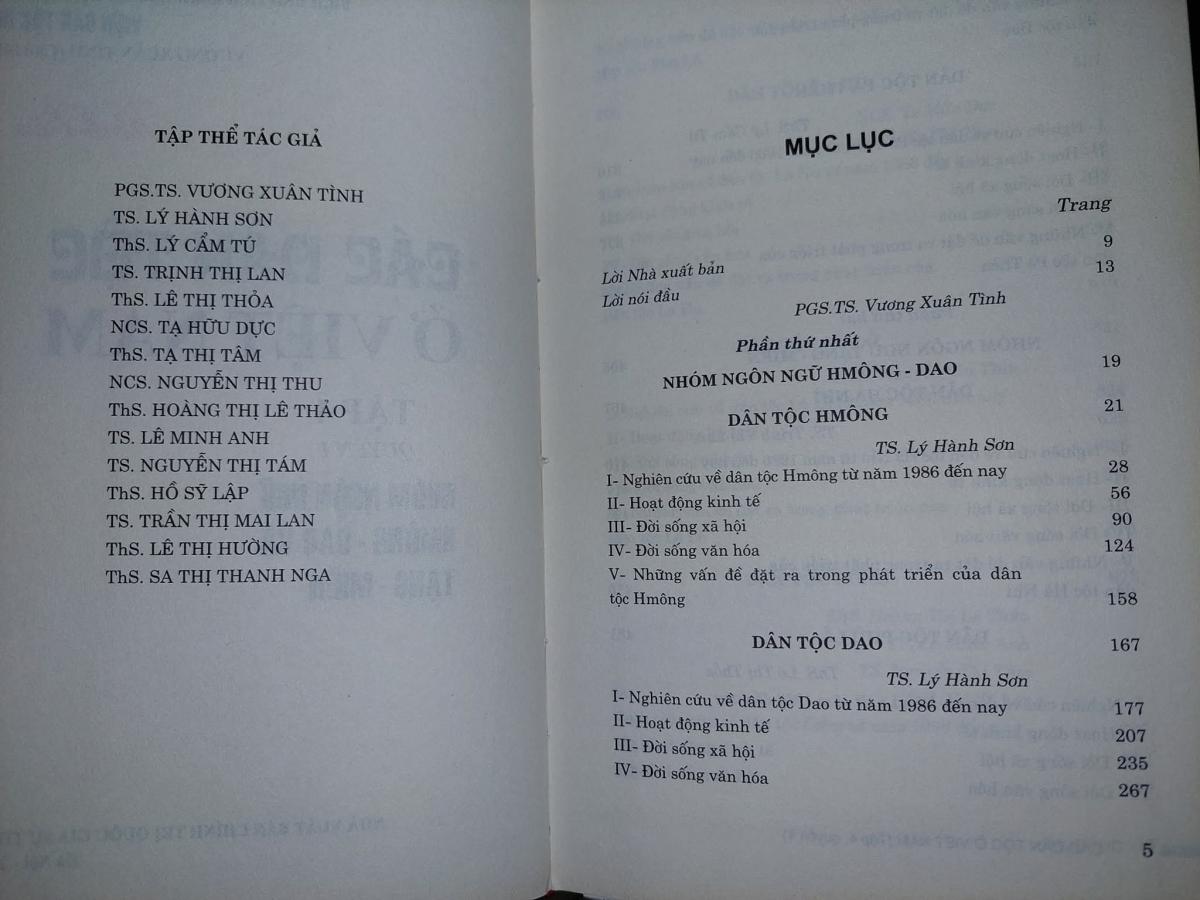 TẬP THỂ TÁC GIẢ
PGS.TS. VƯƠNG XUÂN TÌNH
TS. LÝ HÀNH SƠN
ThS. LÝ CẨM TÚ
TS. TRỊNH THỊ LAN
ThS. LÊ THỊ THỎA
NCS. TẠ HỮU DỰC
ThS. TẠ THỊ TÂM
NCS. NGUYỄN THỊ THU
ThS. HOÀNG THỊ LÊ THẢO
TS. LÊ MINH ANH
TS. NGUYỄN THỊ TÁM
ThS. HỒ SỸ LẬP
TS. TRẦN THỊ MAI LAN
ThS. LÊ THỊ HƯỜNG
ThS. SA THỊ THANH NGA
MỤC LỤC
Trang
Lời Nhà xuất bản 9
Lời nói đầu 13
PGS.TS. Vương Xuân Tình
Phần thứ nhất
NHÓM NGÔN NGỮ HMÔNG - DAO 19
DÂN TỘC HMÔNG 21
TS. Lý Hành Sơn
I- Nghiên cứu về dân tộc Hmông từ năm 1986 đến nay 28
II- Hoạt động kinh tế 56
III- Đời sống xã hội 90
IV- Đời sống văn hóa 124
V- Những vấn đề đặt ra trong phát triển của dân
tộc Hmông 158
DÂN TỘC DAO 167
TS. Lý Hành Sơn
I- Nghiên cứu về dân tộc Dao từ năm 1986 đến nay 177
II- Hoạt động kinh tế 207
III- Đời sống xã hội 235
IV- Đời sống văn hóa 267
5